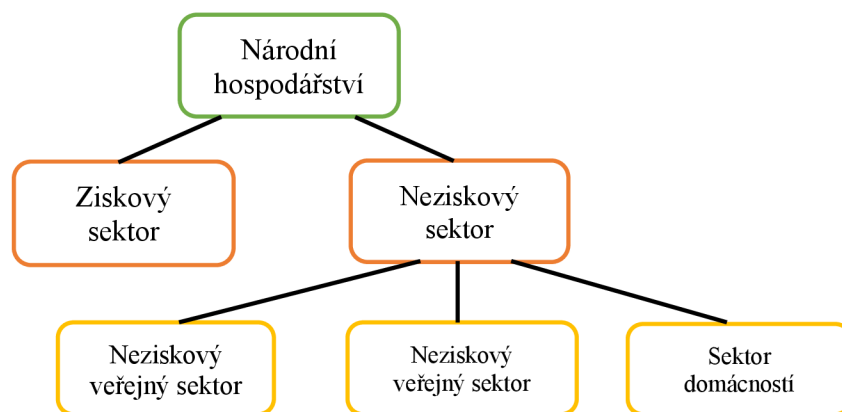 Národní
hospodářství
Ziskový
sektor
Neziskový
sektor
Neziskový
veřejný sektor
Neziskový
veřejný sektor
Sektor
domácností